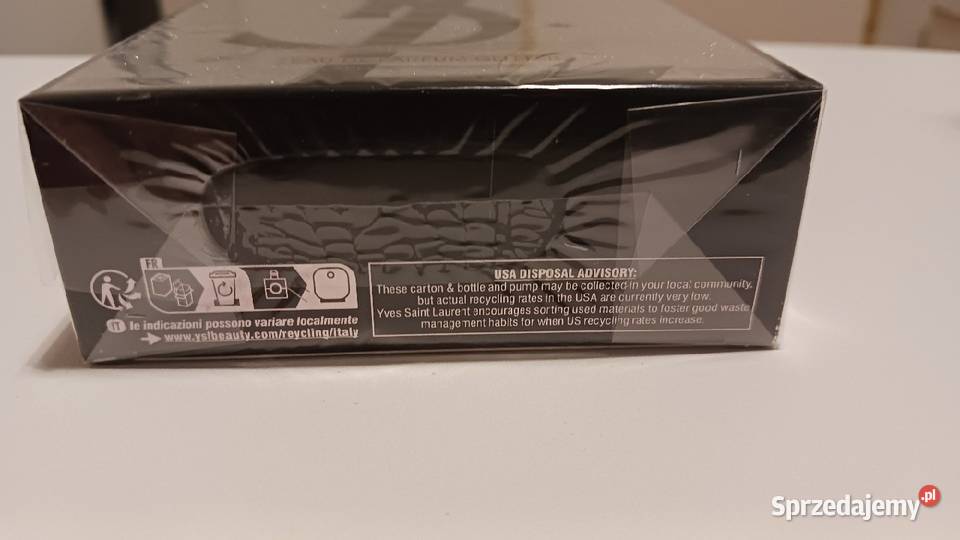 FR
USA DISPOSAL ADVISORY:
These carton & bottle and pump may be collected in your local community,
but actual recycling rates in the USA are currently very low.
Yves Saint Laurent encourages sorting used materials to foster good waste
management habits for when US recycling rates increase.
IT le indicazioni possono variare localmente
www.yslbeauty.com/reycling/italy
Sprzedajemy.pl